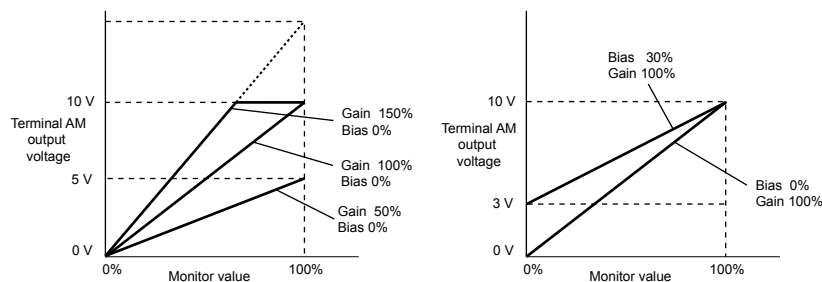 10 V
Terminal AM
output
voltage
5 V
0 V
0%
Monitor value
100%
Gain 150%
Bias 0%
Gain 100%
Bias 0%
Gain 50%
Bias 0%
Bias 30%
Gain 100%
10 V
Terminal AM
output
voltage
3 V
0 V
0%
Monitor value
100%
Bias 0%
Gain 100%